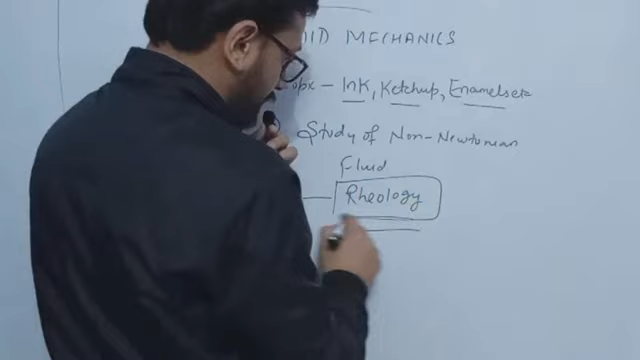 MECHANICS
- Ink, Ketchup, Enamels etc
Study of Non-Newtonian
Fluid
Rheology